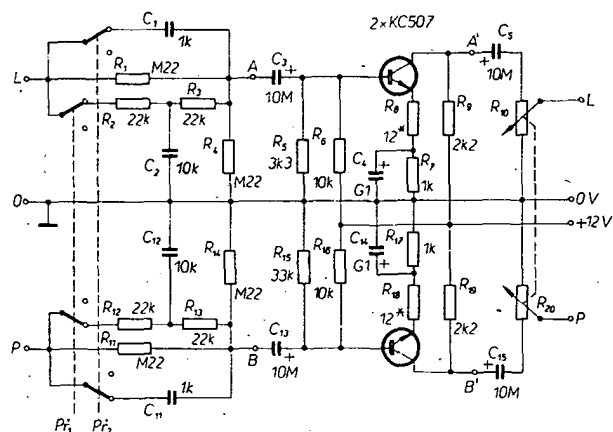 2×KC507
C₁
1k
L
R₁
M22
R₂
22k
R₃
22k
C₂
10k
R₄
M22
A
C₃
+
10M
R₅
3k3
R₆
10k
R₈
12*
C₄
+
G1
R₇
1k
R₉
2k2
A'
C₅
+
10M
R₁₀
L
0
0V
+12V
C₁₂
10k
R₁₄
M22
R₁₅
33k
R₁₆
10k
C₁₄
G1
+
R₁₇
1k
R₁₈
12*
R₁₉
2k2
R₂₀
P
R₁₂
22k
R₁₃
22k
P
R₁₁
M22
B
C₁₃
+
10M
B'
C₁₅
+
10M
1k
C₁₁
Př₁
Př₂